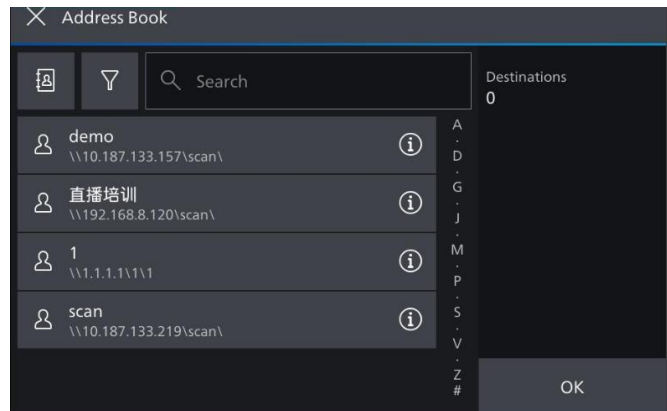 Address Book
Search
demo
\\10.187.133.157\scan\
直播培训
\\192.168.8.120\scan\
1
\\1.1.1.1\1\1
scan
\\10.187.133.219\scan\
A
.
D
.
G
.
J
.
M
.
P
.
S
.
V
.
Z
#
Destinations
0
OK